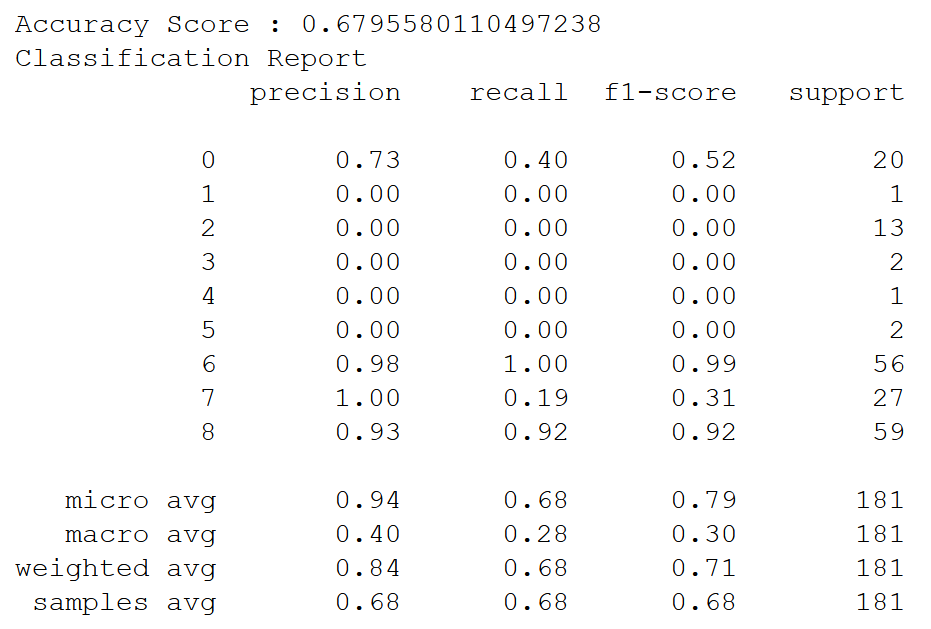 Accuracy Score : 0.6795580110497238
Classification Report
precision recall f1-score support
0 0.73 0.40 0.52 20
1 0.00 0.00 0.00 1
2 0.00 0.00 0.00 13
3 0.00 0.00 0.00 2
4 0.00 0.00 0.00 1
5 0.00 0.00 0.00 2
6 0.98 1.00 0.99 56
7 1.00 0.19 0.31 27
8 0.93 0.92 0.92 59
micro avg 0.94 0.68 0.79 181
macro avg 0.40 0.28 0.30 181
weighted avg 0.84 0.68 0.71 181
samples avg 0.68 0.68 0.68 181